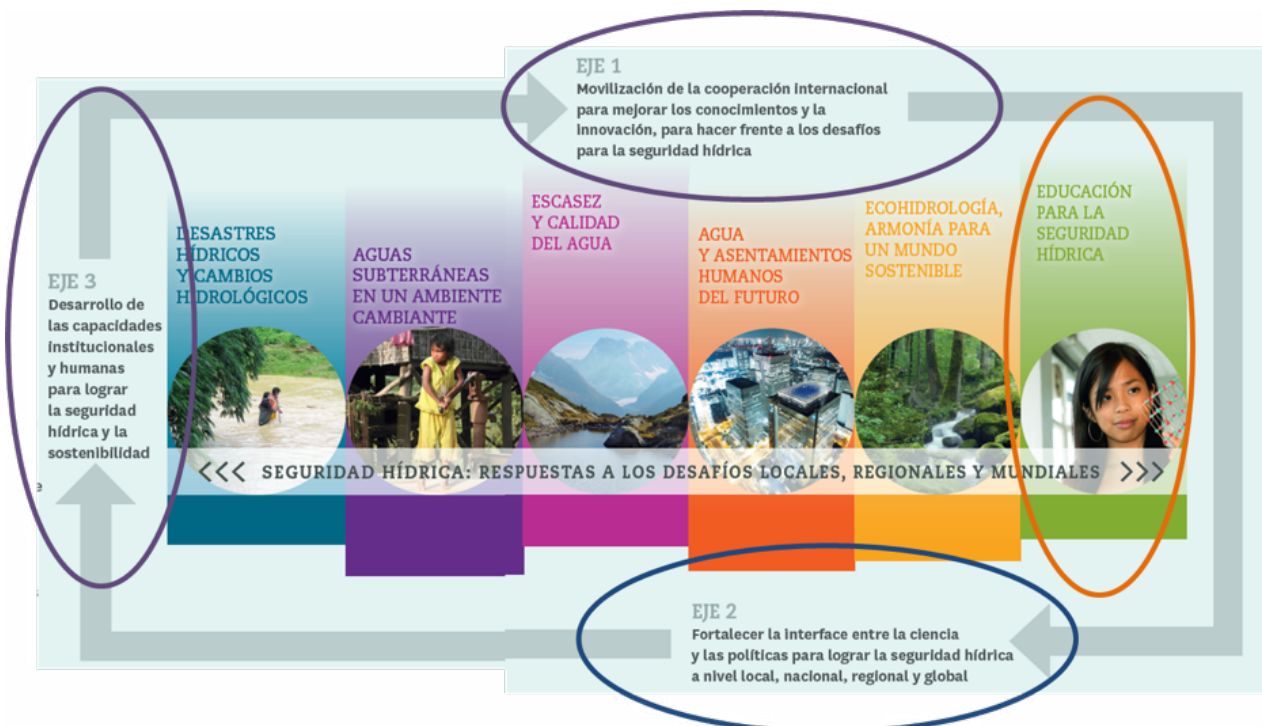 EJE 1
Movilización de la cooperación internacional
para mejorar los conocimientos y la
innovación, para hacer frente a los desafíos
para la seguridad hídrica
DESASTRES
HÍDRICOS
Y CAMBIOS
HIDROLÓGICOS
AGUAS
SUBTERRÁNEAS
EN UN AMBIENTE
CAMBIANTE
ESCASEZ
Y CALIDAD
DEL AGUA
AGUA
Y ASENTAMIENTOS
HUMANOS
DEL FUTURO
ECOHIDROLOGÍA,
ARMONÍA PARA
UN MUNDO
SOSTENIBLE
EDUCACIÓN
PARA LA
SEGURIDAD
HÍDRICA
EJE 3
Desarrollo de
las capacidades
institucionales
y humanas
para lograr
la seguridad
hídrica y la
sostenibilidad
<<< SEGURIDAD HÍDRICA: RESPUESTAS A LOS DESAFÍOS LOCALES, REGIONALES Y MUNDIALES >>>
EJE 2
Fortalecer la interface entre la ciencia
y las políticas para lograr la seguridad hídrica
a nivel local, nacional, regional y global